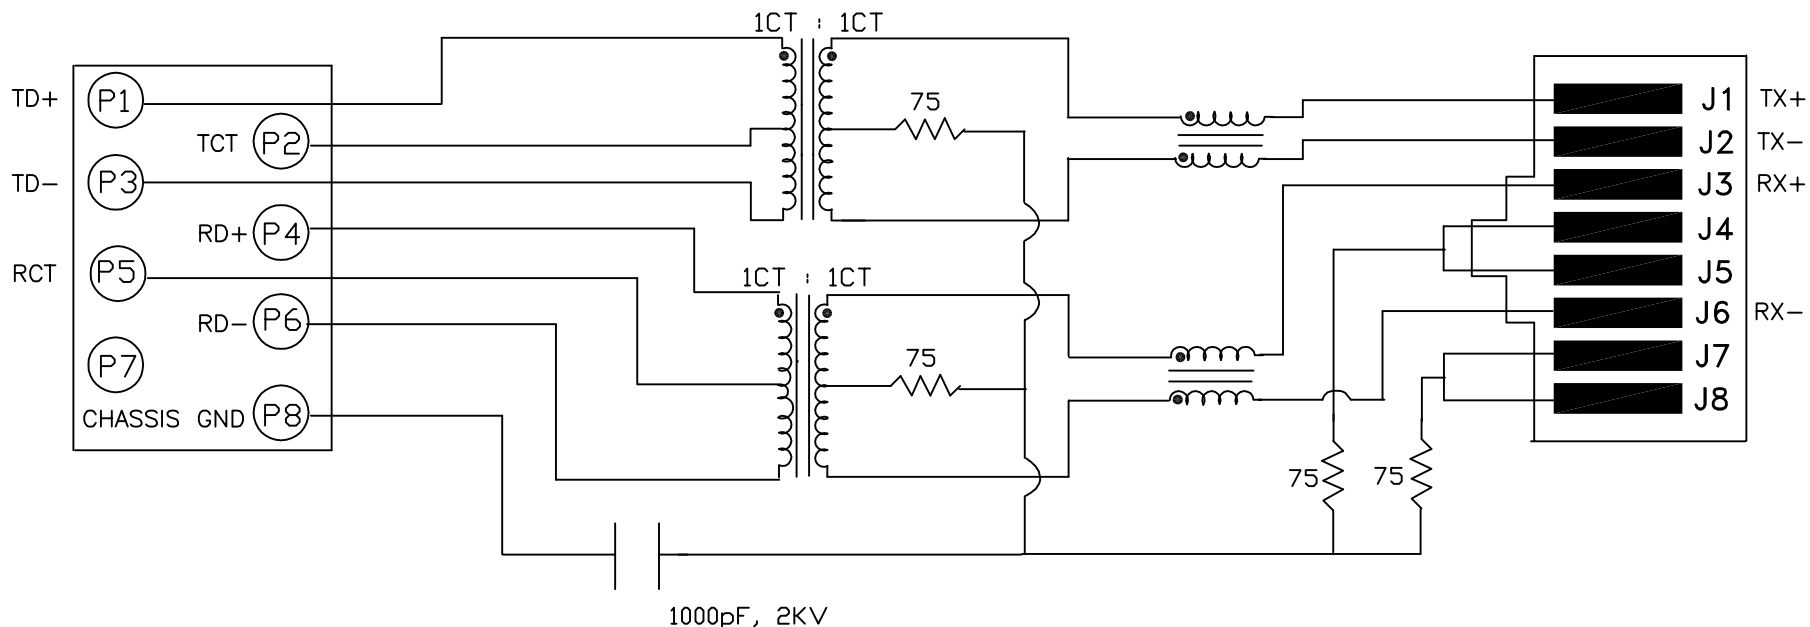 1CT : 1CT
TD+ P1
TCT P2
TD- P3
RD+ P4
RCT P5
RD- P6
P7
CHASSIS GND P8
75
1CT : 1CT
75
1000pF, 2KV
75
75
J1 TX+
J2 TX-
J3 RX+
J4
J5
J6 RX-
J7
J8